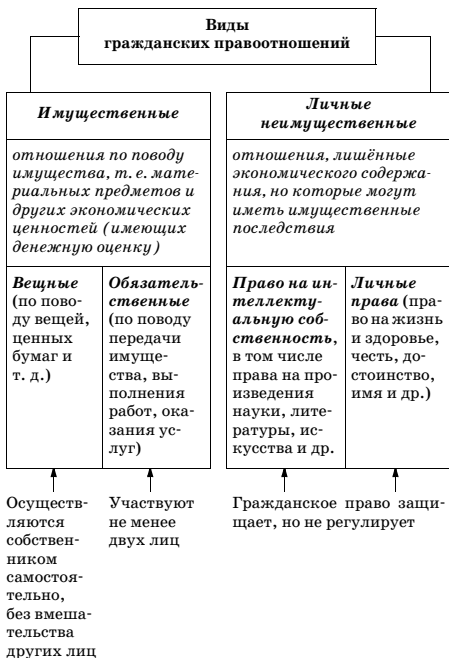 Виды
гражданских правоотношений
Имущественные
отношения по поводу
имущества, т. е. мате-
риальных предметов и
других экономических
ценностей (имеющих
денежную оценку)
Вещные
(по пово-
ду вещей,
ценных
бумаг и
т. д.)
Обязатель-
ственные
(по поводу
передачи
имуще-
ства, вы-
полнения
работ, ока-
зания ус-
луг)
Осуществ-
ляются
собствен-
ником
самостоя-
тельно,
без вмеша-
тельства
других лиц
Участвуют
не менее
двух лиц
Личные
неимущественные
отношения, лишённые
экономического содержа-
ния, но которые могут
иметь имущественные
последствия
Право на ин-
теллекту-
альную соб-
ственность,
в том числе
права на про-
изведения
науки, лите-
ратуры, ис-
кусства и др.
Личные
права (пра-
во на жизнь
и здоровье,
честь, до-
стоинство,
имя и др.)
Гражданское право защи-
щает, но не регулирует